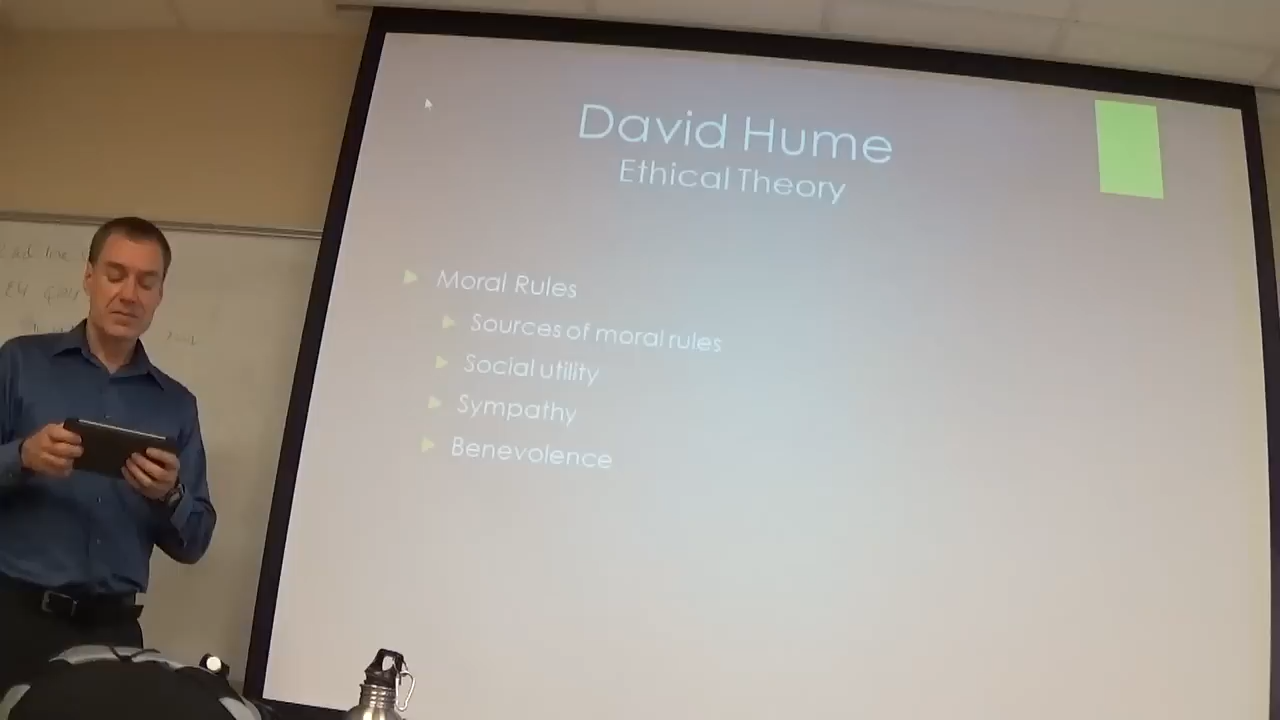 David Hume
Ethical Theory
Moral Rules
Sources of moral rules
Social utility
Sympathy
Benevolence